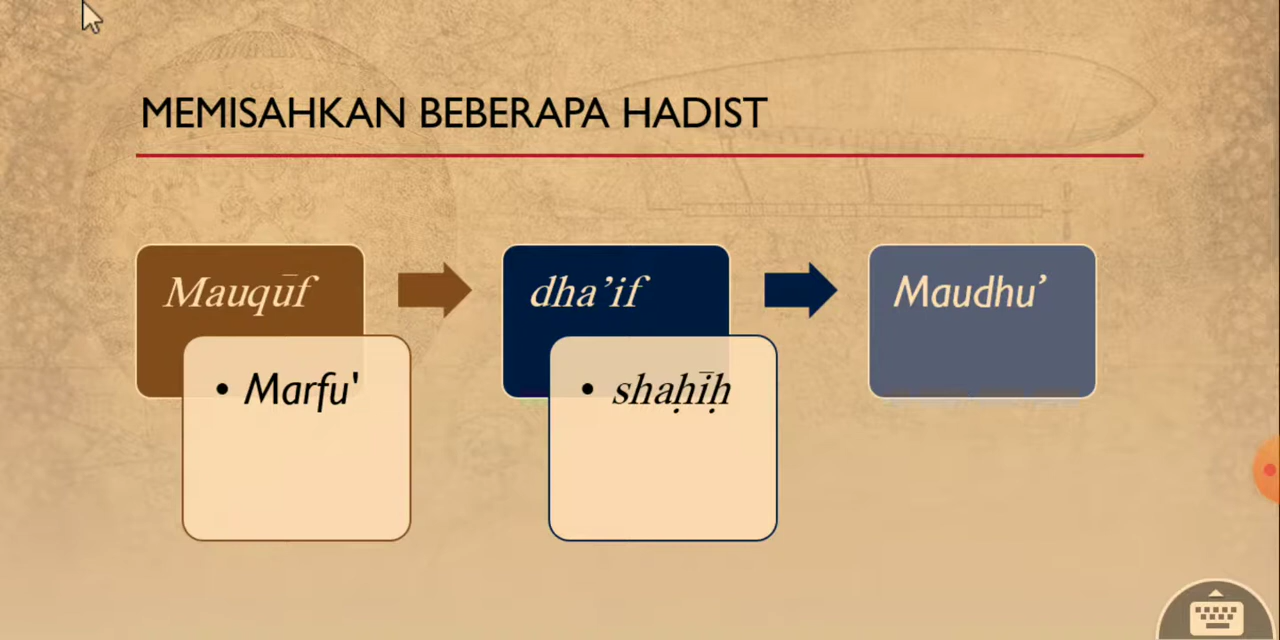 MEMISAHKAN BEBERAPA HADIST
Mauqūf
• Marfu'
dha’if
• shaḥīḥ
Maudhu’